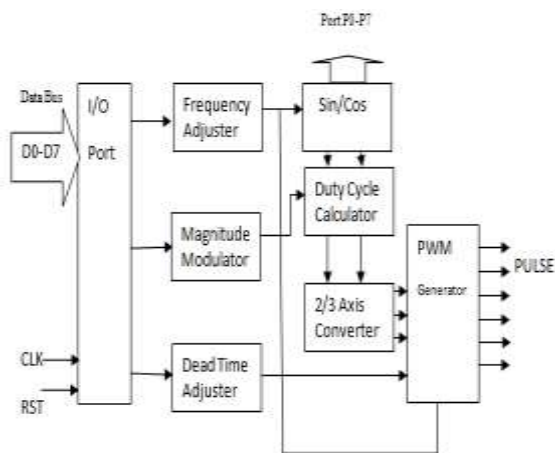 Port P0-P7
Data Bus
D0-D7
I/O
Port
Frequency
Adjuster
Sin/Cos
Duty Cycle
Calculator
Magnitude
Modulator
PWM
Generator
PULSE
2/3 Axis
Converter
CLK
RST
Dead Time
Adjuster